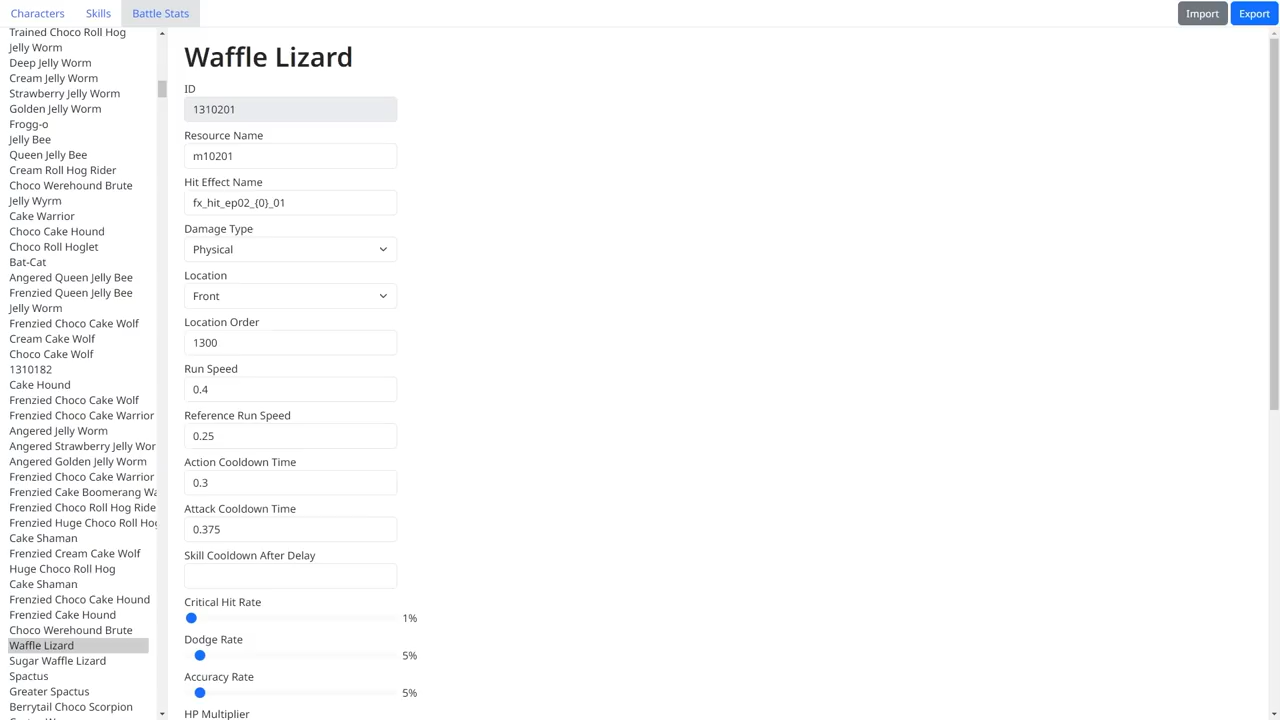 Characters
Skills
Battle Stats
Import
Export
Trained Choco Roll Hog
Jelly Worm
Deep Jelly Worm
Cream Jelly Worm
Strawberry Jelly Worm
Golden Jelly Worm
Frogg-o
Jelly Bee
Queen Jelly Bee
Cream Roll Hog Rider
Choco Werehound Brute
Jelly Wyrm
Cake Warrior
Choco Cake Hound
Choco Roll Hoglet
Bat-Cat
Angered Queen Jelly Bee
Frenzied Queen Jelly Bee
Jelly Worm
Frenzied Choco Cake Wolf
Cream Cake Wolf
Choco Cake Wolf
1310182
Cake Hound
Frenzied Choco Cake Wolf
Frenzied Choco Cake Warrior
Angered Jelly Worm
Angered Strawberry Jelly Wor
Angered Golden Jelly Worm
Frenzied Choco Cake Warrior
Frenzied Cake Boomerang Wa
Frenzied Choco Roll Hog Ride
Frenzied Huge Choco Roll Hog
Cake Shaman
Frenzied Cream Cake Wolf
Huge Choco Roll Hog
Cake Shaman
Frenzied Choco Cake Hound
Frenzied Cake Hound
Choco Werehound Brute
Waffle Lizard
Sugar Waffle Lizard
Spactus
Greater Spactus
Berrytail Choco Scorpion
Waffle Lizard
ID
1310201
Resource Name
m10201
Hit Effect Name
fx_hit_ep02_{0}_01
Damage Type
Physical
Location
Front
Location Order
1300
Run Speed
0.4
Reference Run Speed
0.25
Action Cooldown Time
0.3
Attack Cooldown Time
0.375
Skill Cooldown After Delay
Critical Hit Rate
1%
Dodge Rate
5%
Accuracy Rate
5%
HP Multiplier